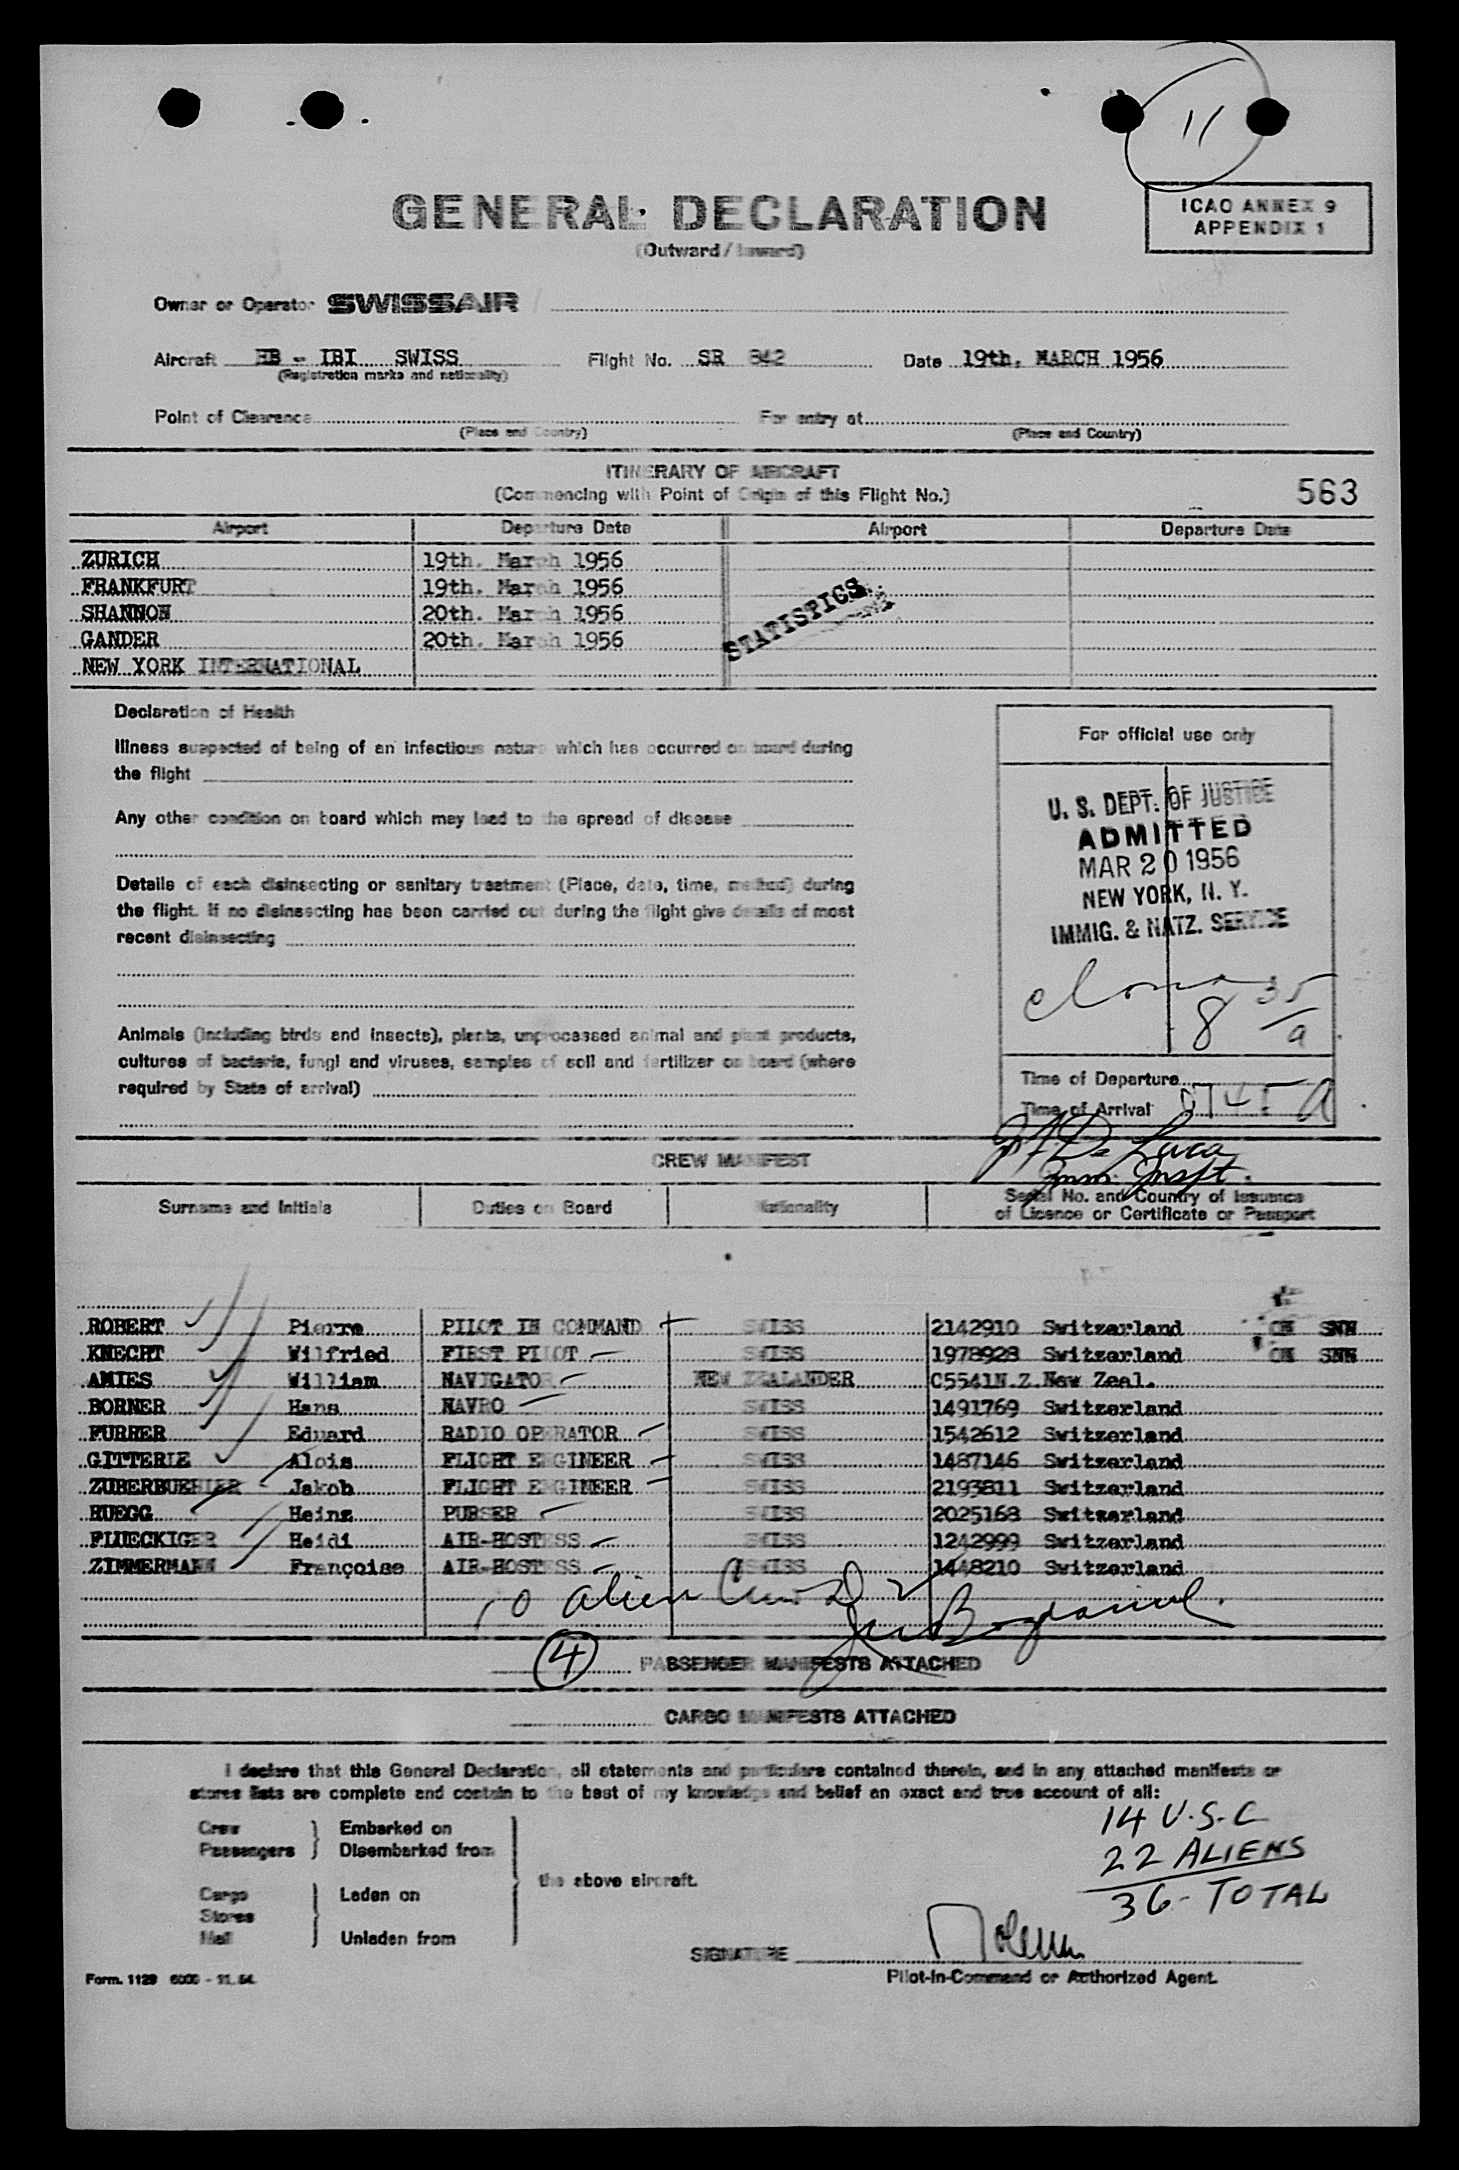 11
GENERAL DECLARATION
(Outward / Inward)
ICAO ANNEX 9
APPENDIX 1
Owner or Operator SWISSAIR
Aircraft HB - IBI SWISS Flight No. SR 842 Date 19th. MARCH 1956
(Registration marks and nationality)
Point of Clearance For entry at
(Place and Country) (Place and Country)
ITINERARY OF AIRCRAFT
(Commencing with Point of Origin of this Flight No.)
563
Airport Departure Date Airport Departure Date
ZURICH 19th. March 1956
FRANKFURT 19th. March 1956
SHANNON 20th. March 1956
GANDER 20th. March 1956
NEW YORK INTERNATIONAL
STATISPICS
Declaration of Health
Illness suspected of being of an infectious nature which has occurred on board during
the flight
Any other condition on board which may lead to the spread of disease
Details of each disinsecting or sanitary treatment (Place, date, time, method) during
the flight. If no disinsecting has been carried out during the flight give details of most
recent disinsecting
Animals (including birds and insects), plants, unprocessed animal and plant products,
cultures of bacteria, fungi and viruses, samples of soil and fertilizer on board (where
required by State of arrival)
For official use only
U. S. DEPT. OF JUSTICE
ADMITTED
MAR 20 1956
NEW YORK, N. Y.
IMMIG. & NATZ. SERVICE
8 35
a
Time of Departure
Time of Arrival 0745 a
De Luca
Imm. Inspt.
CREW MANIFEST
Surname and Initials Duties on Board Nationality Serial No. and Country of Issuance
of Licence or Certificate or Passport
ROBERT Pierre PILOT IN COMMAND SWISS 2142910 Switzerland ON SNN
KNECHT Wilfried FIRST PILOT SWISS 1978928 Switzerland ON SNN
AMIES William NAVIGATOR NEW ZEALANDER C5541N.Z. New Zeal.
BORNER Hans NAVRO SWISS 1491769 Switzerland
FURRER Eduard RADIO OPERATOR SWISS 1542612 Switzerland
GITTERLE Alois FLIGHT ENGINEER SWISS 1487146 Switzerland
ZUBERBUEHLER Jakob FLIGHT ENGINEER SWISS 2193811 Switzerland
RUEGG Heinz PURSER SWISS 2025168 Switzerland
FLUECKIGER Heidi AIR-HOSTESS SWISS 1242999 Switzerland
ZIMMERMANN Françoise AIR-HOSTESS SWISS 1448210 Switzerland
10 alien Crew
4 PASSENGER MANIFESTS ATTACHED
CARGO MANIFESTS ATTACHED
I declare that this General Declaration, all statements and particulars contained therein, and in any attached manifests or
stores lists are complete and contain to the best of my knowledge and belief an exact and true account of all:
Crew Embarked on
Passengers Disembarked from
the above aircraft.
Cargo Laden on
Stores
Mail Unladen from
14 U.S.C
22 ALIENS
36 - TOTAL
SIGNATURE
Pilot-in-Command or Authorized Agent.
Form. 1129 6000 - 11. 54.